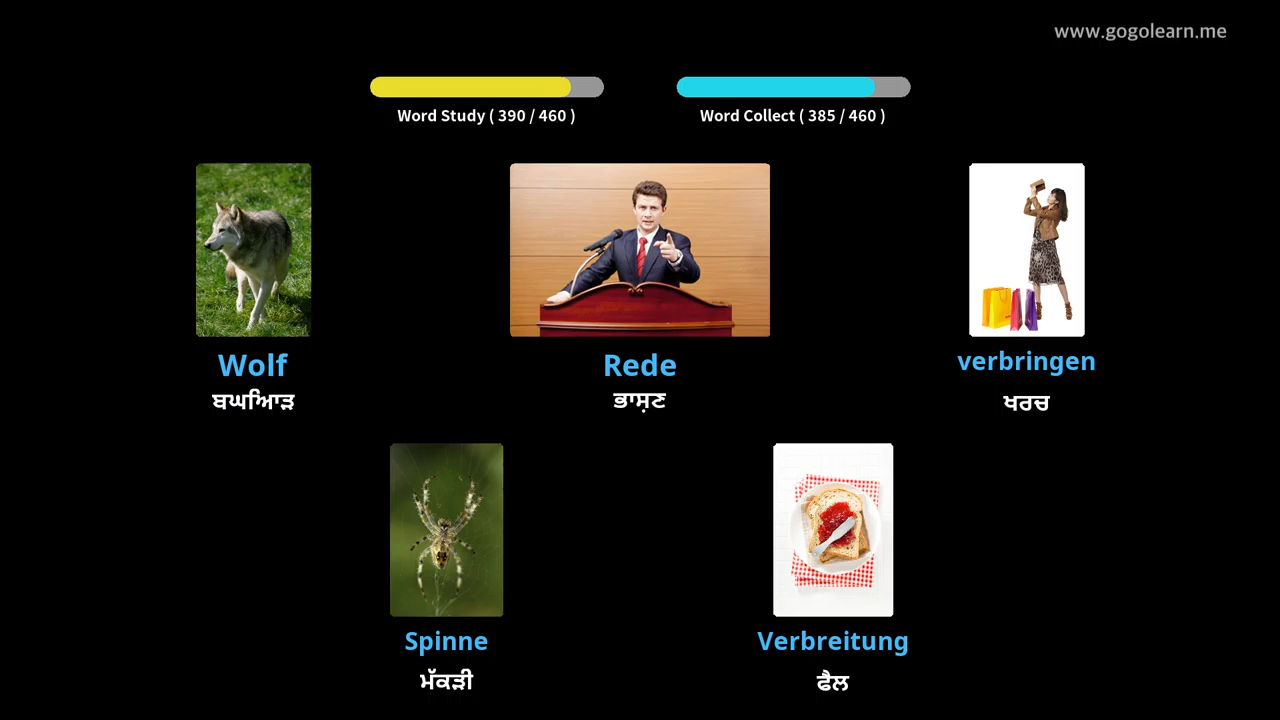 www.gogolearn.me
Word Study ( 390 / 460 )
Word Collect ( 385 / 460 )
Wolf
ਬਘਿਆੜ
Rede
ਭਾਸ਼ਣ
verbringen
ਖਰਚ
Spinne
ਮੱਕੜੀ
Verbreitung
ਫੈਲ